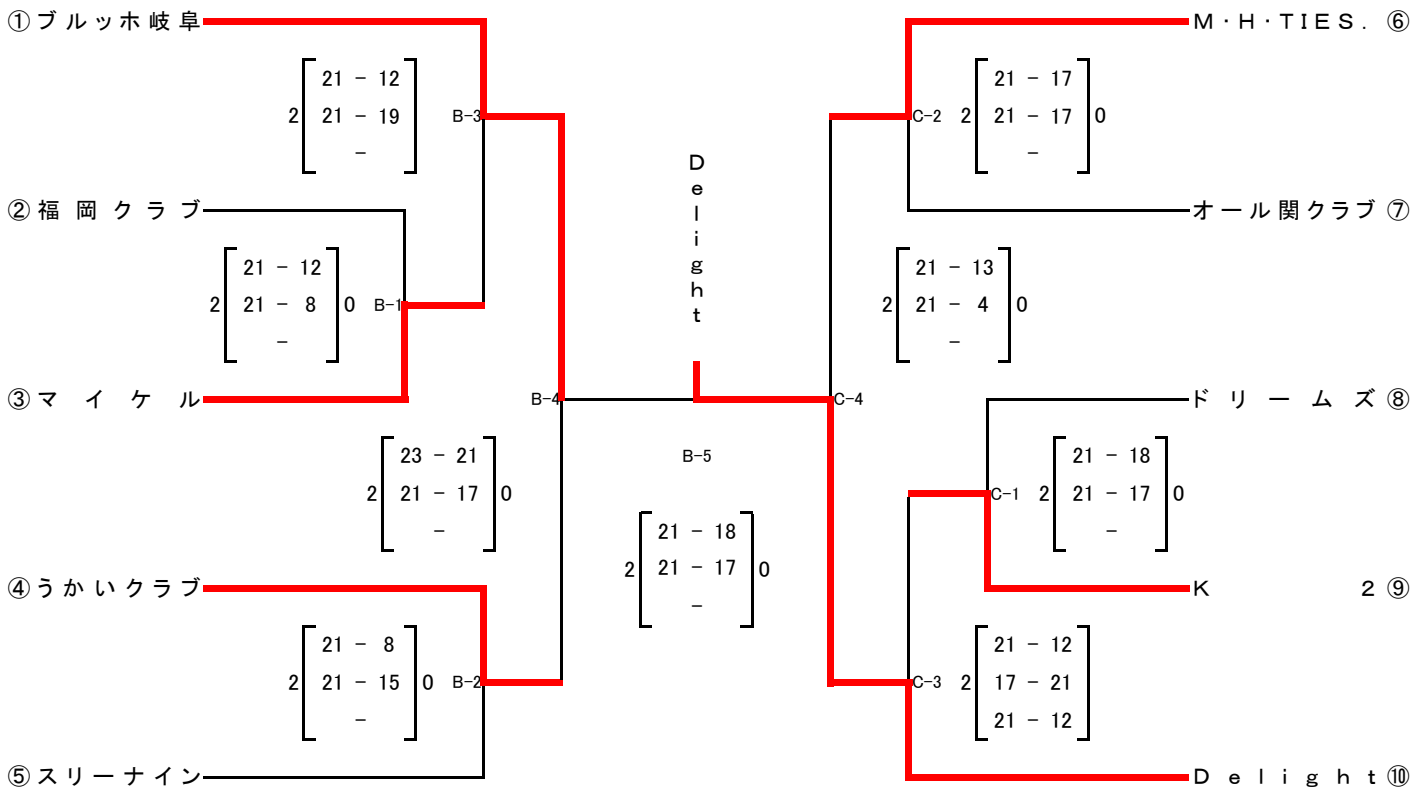 ①ブルッホ岐阜
M・H・TIES. ⑥
21 - 12
2 21 - 19 B-3
-
21 - 17
C-2 2 21 - 17 0
-
Delight
②福岡クラブ
オール関クラブ⑦
21 - 12
2 21 - 8 0 B-1
-
21 - 13
2 21 - 4 0
-
③マイケル
B-4
C-4
ドリームズ⑧
23 - 21
2 21 - 17 0
-
B-5
21 - 18
C-1 2 21 - 17 0
-
21 - 18
2 21 - 17 0
-
④うかいクラブ
K2⑨
21 - 8
2 21 - 15 0 B-2
-
21 - 12
C-3 2 17 - 21
21 - 12
⑤スリーナイン
Delight⑩